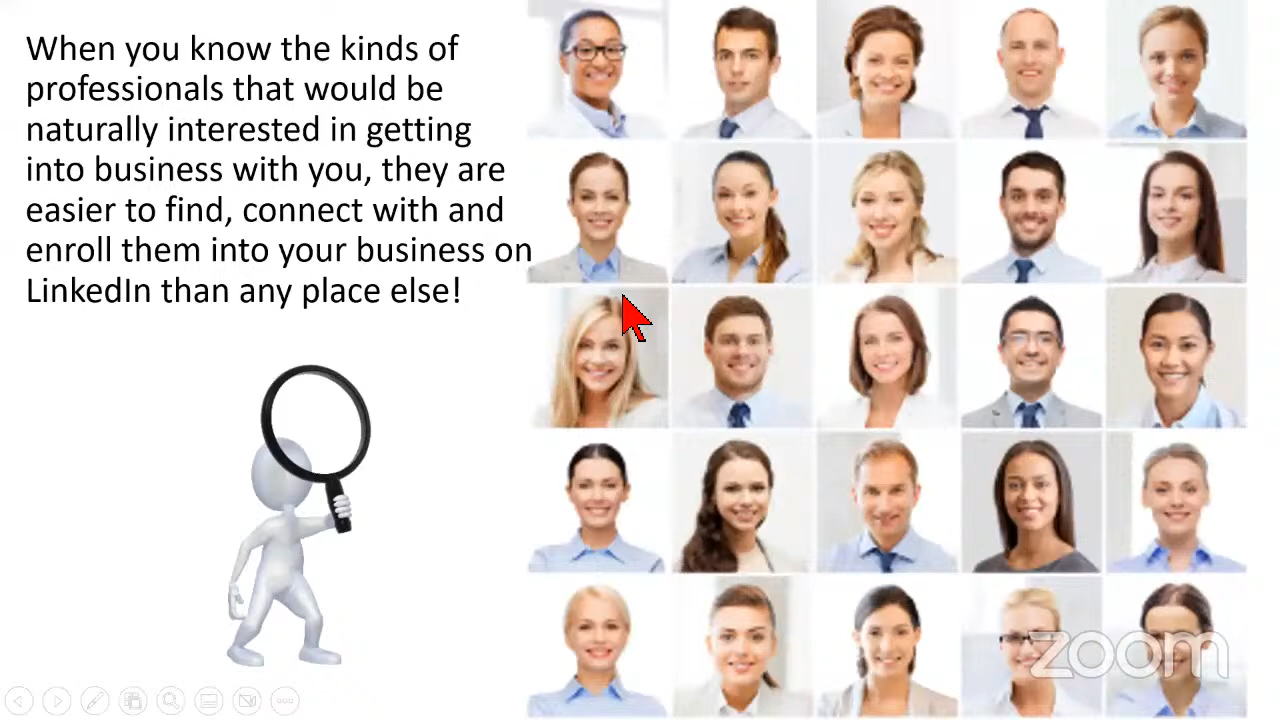 When you know the kinds of
professionals that would be
naturally interested in getting
into business with you, they are
easier to find, connect with and
enroll them into your business on
LinkedIn than any place else!
zoom